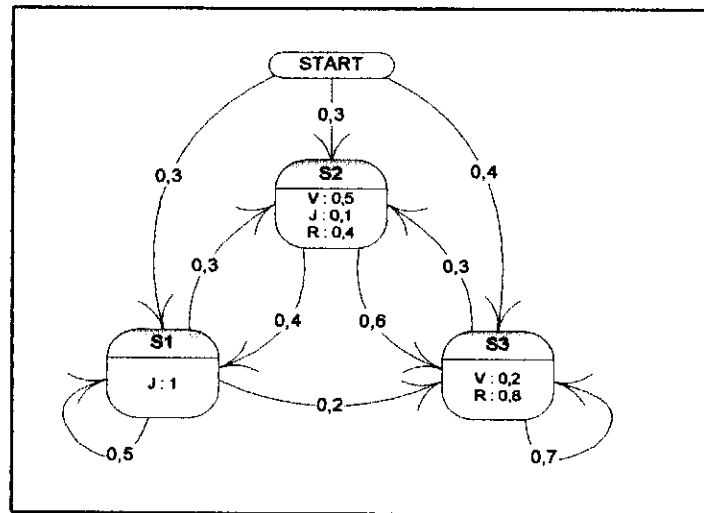 START
0,3
0,3
0,4
S2
V : 0,5
J : 0,1
R : 0,4
0,3
0,3
0,4
0,6
S1
J : 1
S3
V : 0,2
R : 0,8
0,2
0,5
0,7